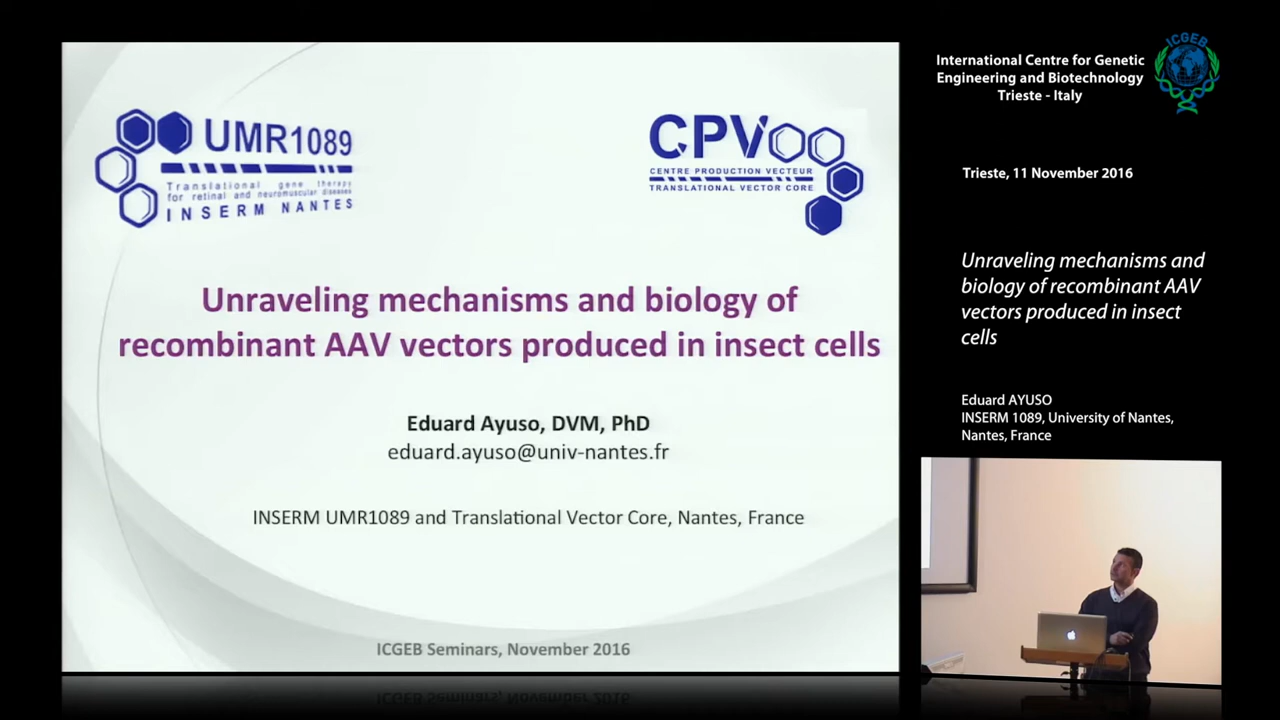 UMR1089
Translational gene therapy
for retinal and neuromuscular diseases
INSERM NANTES
CPV
CENTRE PRODUCTION VECTEUR
TRANSLATIONAL VECTOR CORE
Unraveling mechanisms and biology of
recombinant AAV vectors produced in insect cells
Eduard Ayuso, DVM, PhD
eduard.ayuso@univ-nantes.fr
INSERM UMR1089 and Translational Vector Core, Nantes, France
ICGEB Seminars, November 2016
International Centre for Genetic
Engineering and Biotechnology
Trieste - Italy
ICGEB
Trieste, 11 November 2016
Unraveling mechanisms and
biology of recombinant AAV
vectors produced in insect
cells
Eduard AYUSO
INSERM 1089, University of Nantes,
Nantes, France